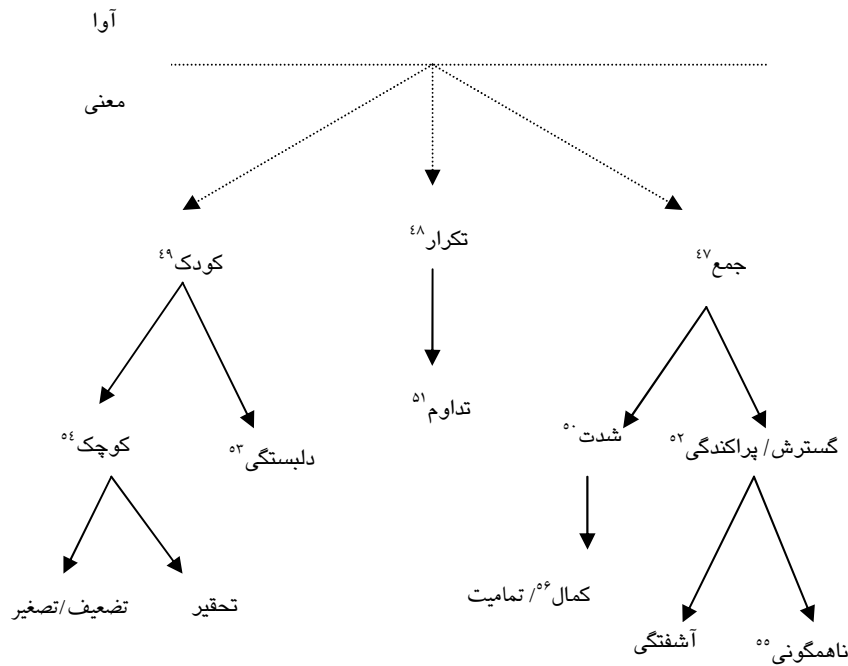 آوا
معنی
جمع۴۷
تکرار۴۸
کودک۴۹
گسترش/ پراکندگی۵۲
شدت۵۰
تداوم۵۱
دلبستگی۵۳
کوچک۵۴
ناهمگونی۵۵
آشفتگی
کمال۵۶/ تمامیت
تحقیر
تضعیف/تصغیر